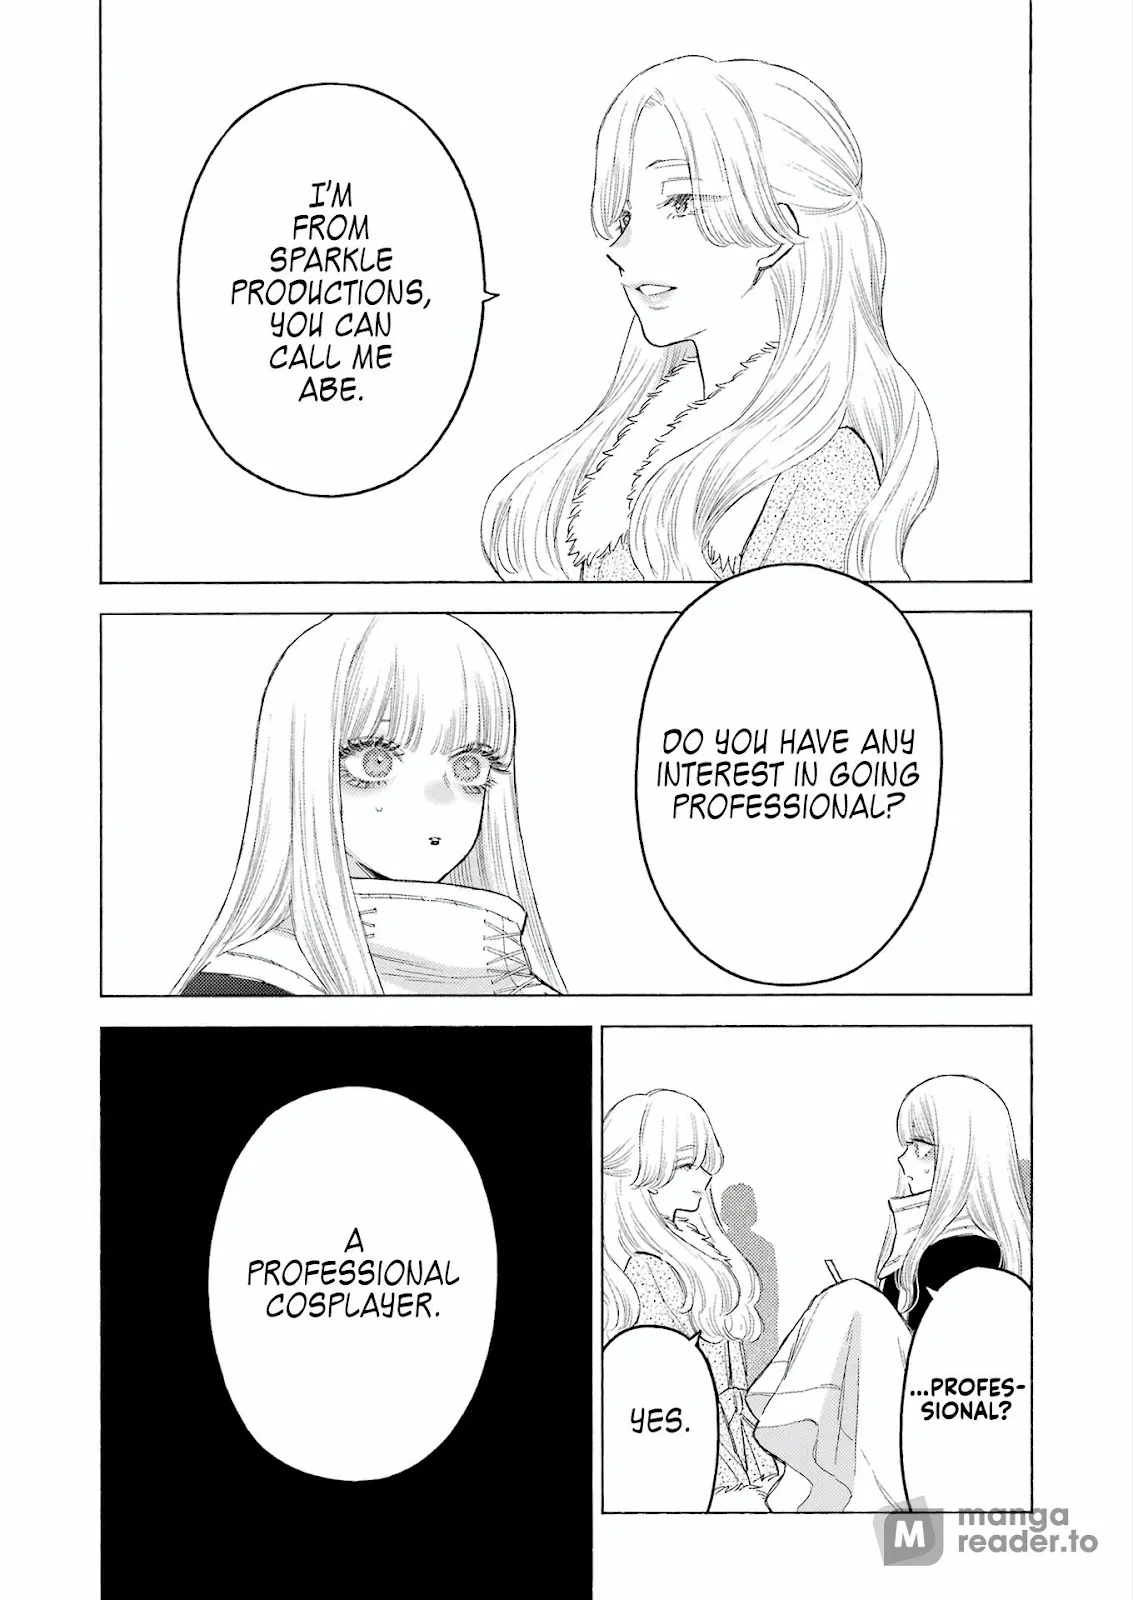 I'M
FROM
SPARKLE
PRODUCTIONS,
YOU CAN
CALL ME
ABE.
DO YOU HAVE ANY
INTEREST IN GOING
PROFESSIONAL?
...PROFES-
SIONAL?
YES.
A
PROFESSIONAL
COSPLAYER.
M manga
reader.to